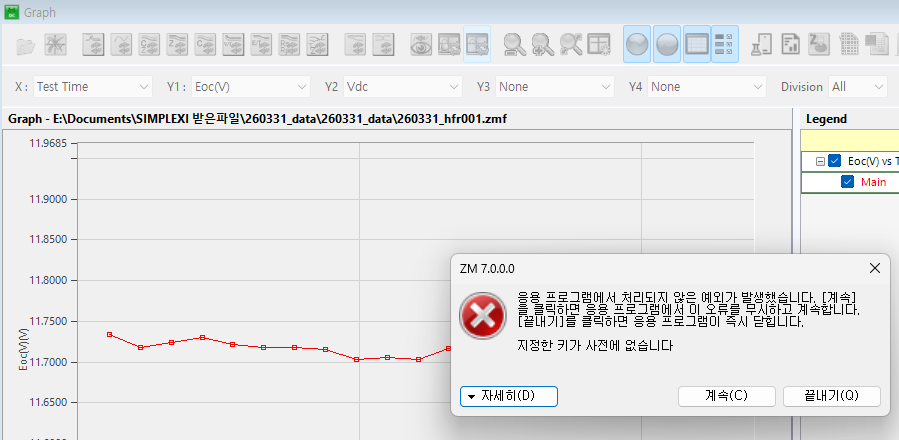 Graph
X : Test Time Y1 : Eoc(V) Y2 Vdc Y3 None Y4 None Division All
Graph - E:\Documents\SIMPLEXI 받은파일\260331_data\260331_data\260331_hfr001.zmf
Legend
11.9685
11.9000
11.8500
11.8000
11.7500
11.7000
11.6500
Eoc(V)(V)
Eoc(V) vs T
Main
ZM 7.0.0.0
응용 프로그램에서 처리되지 않은 예외가 발생했습니다. [계속]
을 클릭하면 응용 프로그램에서 이 오류를 무시하고 계속합니다.
[끝내기]를 클릭하면 응용 프로그램이 즉시 닫힙니다.
지정한 키가 사전에 없습니다
자세히(D)
계속(C)
끝내기(Q)